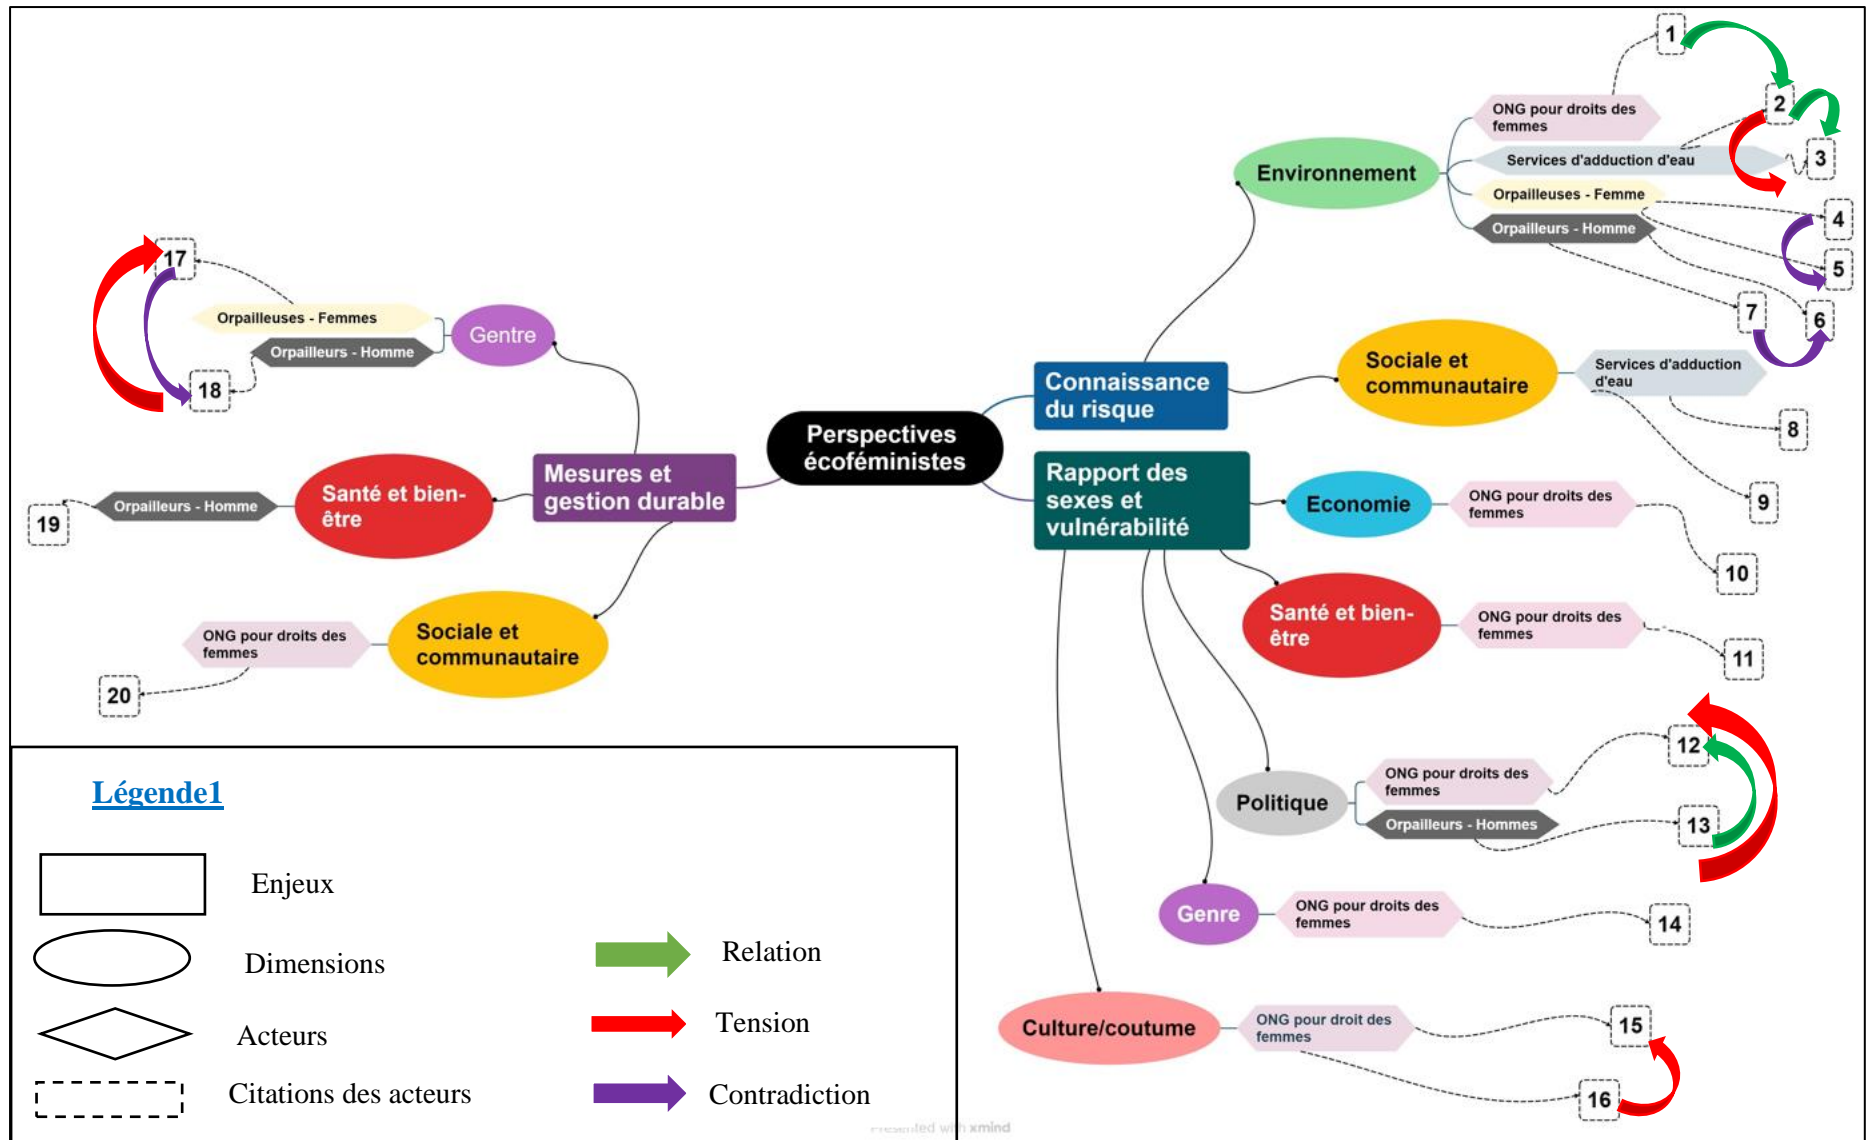 Perspectives
écoféministes
Connaissance
du risque
Environnement
ONG pour droits des
femmes
1
Services d'adduction d'eau
2
3
Orpailleuses - Femme
4
5
Orpailleurs - Homme
7
6
Sociale et
communautaire
Services d'adduction
d'eau
8
9
Rapport des
sexes et
vulnérabilité
Economie
ONG pour droits des
femmes
10
Santé et bien-
être
ONG pour droits des
femmes
11
Politique
ONG pour droits des
femmes
12
Orpailleurs - Hommes
13
Genre
ONG pour droits des
femmes
14
Culture/coutume
ONG pour droit des
femmes
15
16
Mesures et
gestion durable
Gentre
Orpailleuses - Femmes
17
Orpailleurs - Homme
18
Santé et bien-
être
Orpailleurs - Homme
19
Sociale et
communautaire
ONG pour droits des
femmes
20
Légende1
Enjeux
Dimensions
Acteurs
Citations des acteurs
Relation
Tension
Contradiction
Presented with xmind